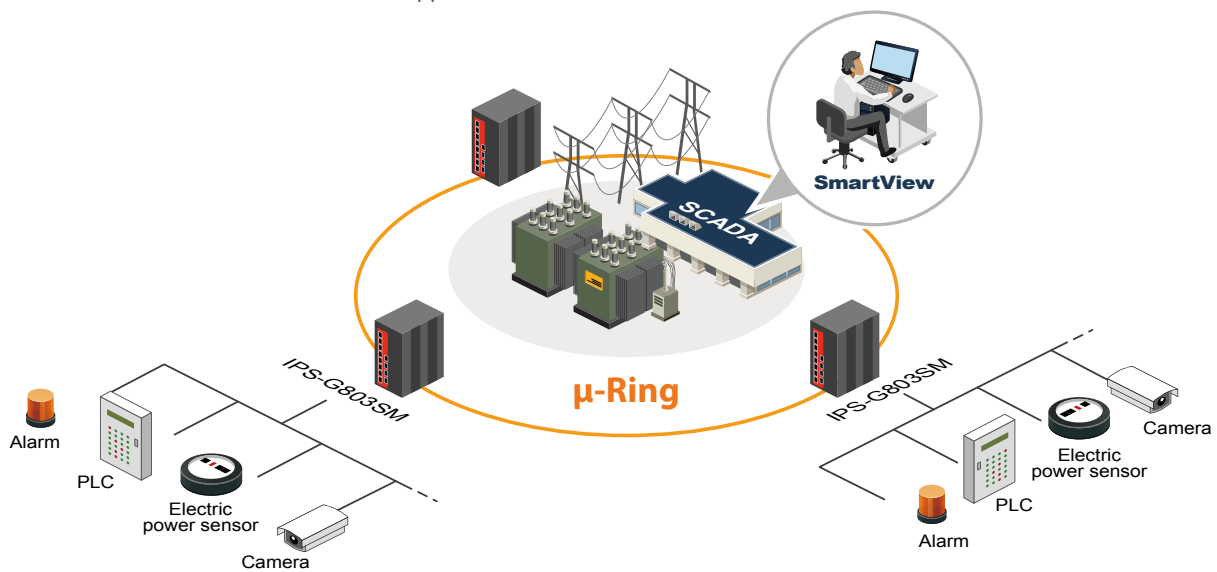 SmartView
SCADA
µ-Ring
IPS-G803SM
IPS-G803SM
Alarm
PLC
Electric
power sensor
Camera
Camera
Electric
power sensor
PLC
Alarm